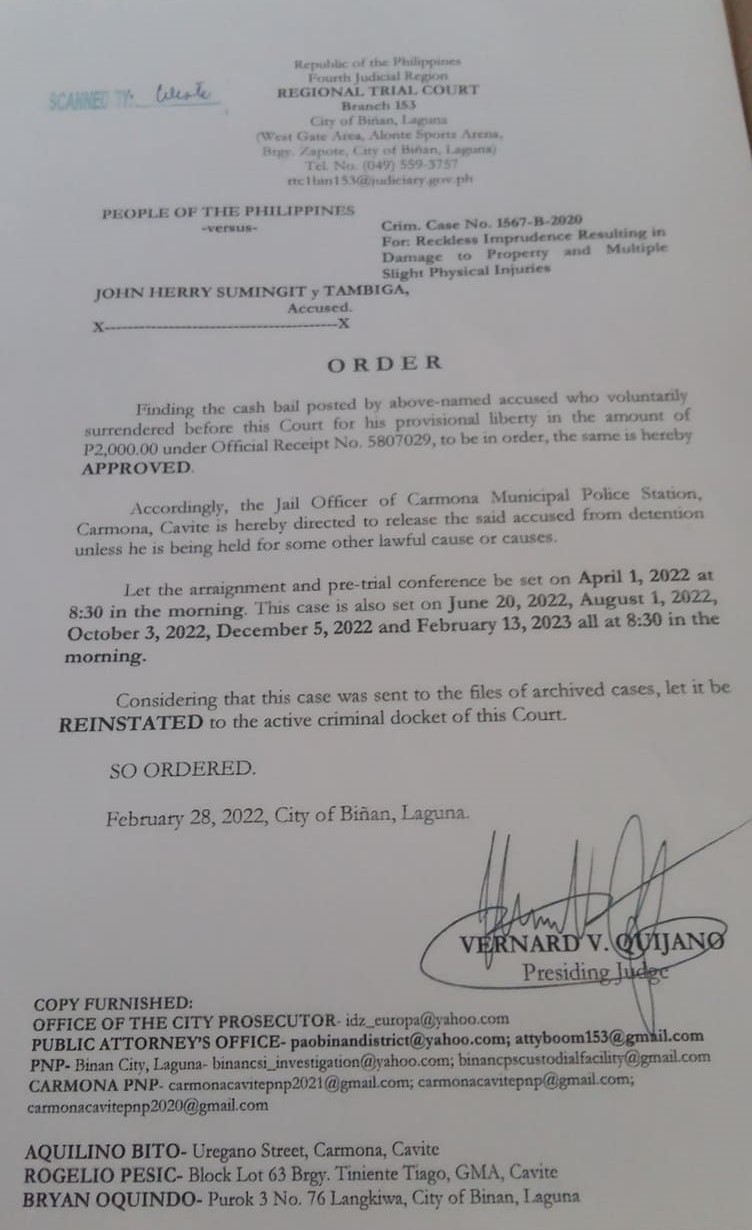 Republic of the Philippines
Fourth Judicial Region
REGIONAL TRIAL COURT
Branch 153
City of Biñan, Laguna
(West Gate Area, Alonte Sports Arena,
Brgy. Zapote, City of Biñan, Laguna)
Tel. No. (049) 559-3757
rtc1bin153@judiciary.gov.ph
SCANNED BY: Celeste
PEOPLE OF THE PHILIPPINES
-versus-
Crim. Case No. 1567-B-2020
For: Reckless Imprudence Resulting in
Damage to Property and Multiple
Slight Physical Injuries
JOHN HERRY SUMINGIT y TAMBIGA,
Accused.
X---------------------------------------X
ORDER
Finding the cash bail posted by above-named accused who voluntarily
surrendered before this Court for his provisional liberty in the amount of
P2,000.00 under Official Receipt No. 5807029, to be in order, the same is hereby
APPROVED.
Accordingly, the Jail Officer of Carmona Municipal Police Station,
Carmona, Cavite is hereby directed to release the said accused from detention
unless he is being held for some other lawful cause or causes.
Let the arraignment and pre-trial conference be set on April 1, 2022 at
8:30 in the morning. This case is also set on June 20, 2022, August 1, 2022,
October 3, 2022, December 5, 2022 and February 13, 2023 all at 8:30 in the
morning.
Considering that this case was sent to the files of archived cases, let it be
REINSTATED to the active criminal docket of this Court.
SO ORDERED.
February 28, 2022, City of Biñan, Laguna.
VERNARD V. QUIJANO
Presiding Judge
COPY FURNISHED:
OFFICE OF THE CITY PROSECUTOR- idz_europa@yahoo.com
PUBLIC ATTORNEY'S OFFICE- paobinandistrict@yahoo.com; attyboom153@gmail.com
PNP- Binan City, Laguna- binancsi_investigation@yahoo.com; binancpscustodialfacility@gmail.com
CARMONA PNP- carmonacavitepnp2021@gmail.com; carmonacavitepnp@gmail.com;
carmonacavitepnp2020@gmail.com
AQUILINO BITO- Uregano Street, Carmona, Cavite
ROGELIO PESIC- Block Lot 63 Brgy. Tiniente Tiago, GMA, Cavite
BRYAN OQUINDO- Purok 3 No. 76 Langkiwa, City of Binan, Laguna